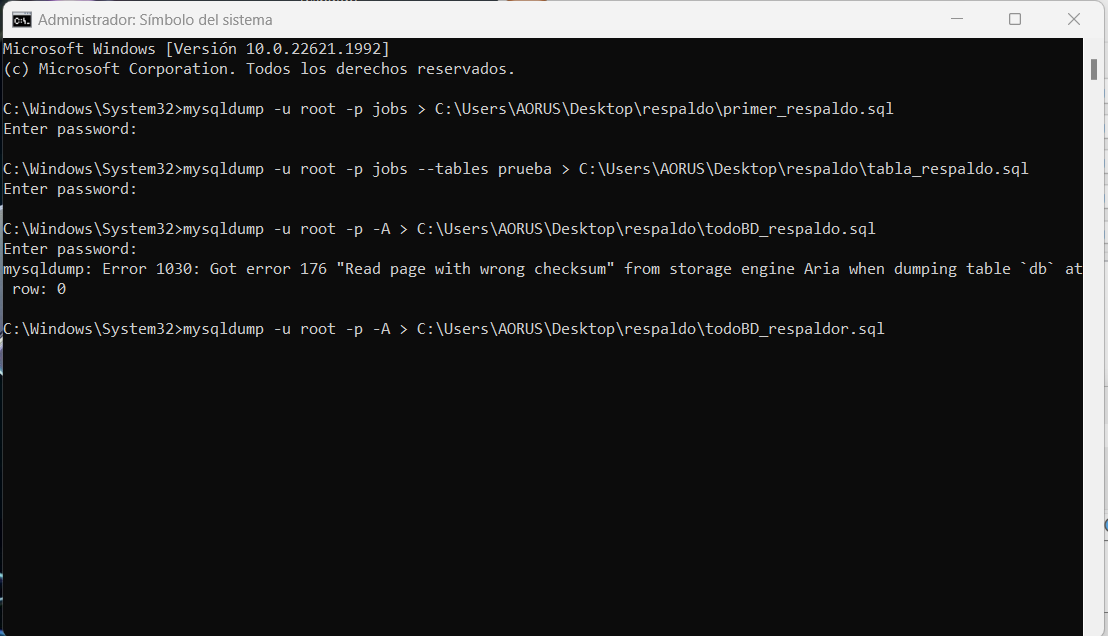 Administrador: Símbolo del sistema
Microsoft Windows [Versión 10.0.22621.1992]
(c) Microsoft Corporation. Todos los derechos reservados.
C:\Windows\System32>mysqldump -u root -p jobs > C:\Users\AORUS\Desktop\respaldo\primer_respaldo.sql
Enter password:
C:\Windows\System32>mysqldump -u root -p jobs --tables prueba > C:\Users\AORUS\Desktop\respaldo\tabla_respaldo.sql
Enter password:
C:\Windows\System32>mysqldump -u root -p -A > C:\Users\AORUS\Desktop\respaldo\todoBD_respaldo.sql
Enter password:
mysqldump: Error 1030: Got error 176 "Read page with wrong checksum" from storage engine Aria when dumping table `db` at
 row: 0
C:\Windows\System32>mysqldump -u root -p -A > C:\Users\AORUS\Desktop\respaldo\todoBD_respaldor.sql